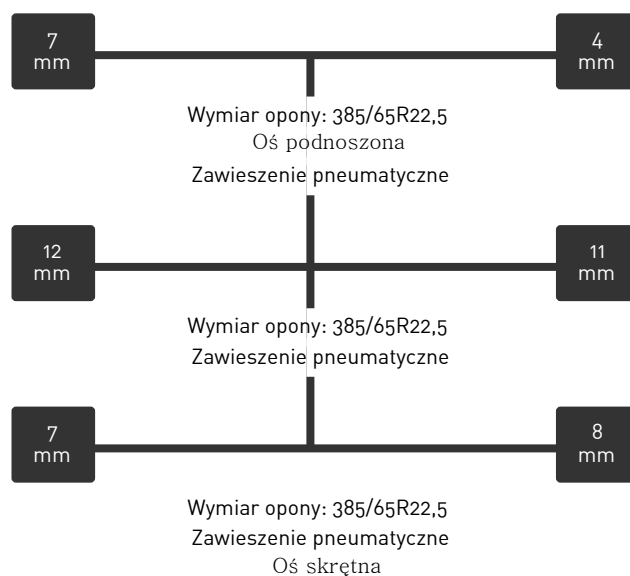 7
mm
4
mm
Wymiar opony: 385/65R22,5
Oś podnoszona
Zawieszenie pneumatyczne
12
mm
11
mm
Wymiar opony: 385/65R22,5
Zawieszenie pneumatyczne
7
mm
8
mm
Wymiar opony: 385/65R22,5
Zawieszenie pneumatyczne
Oś skrętna